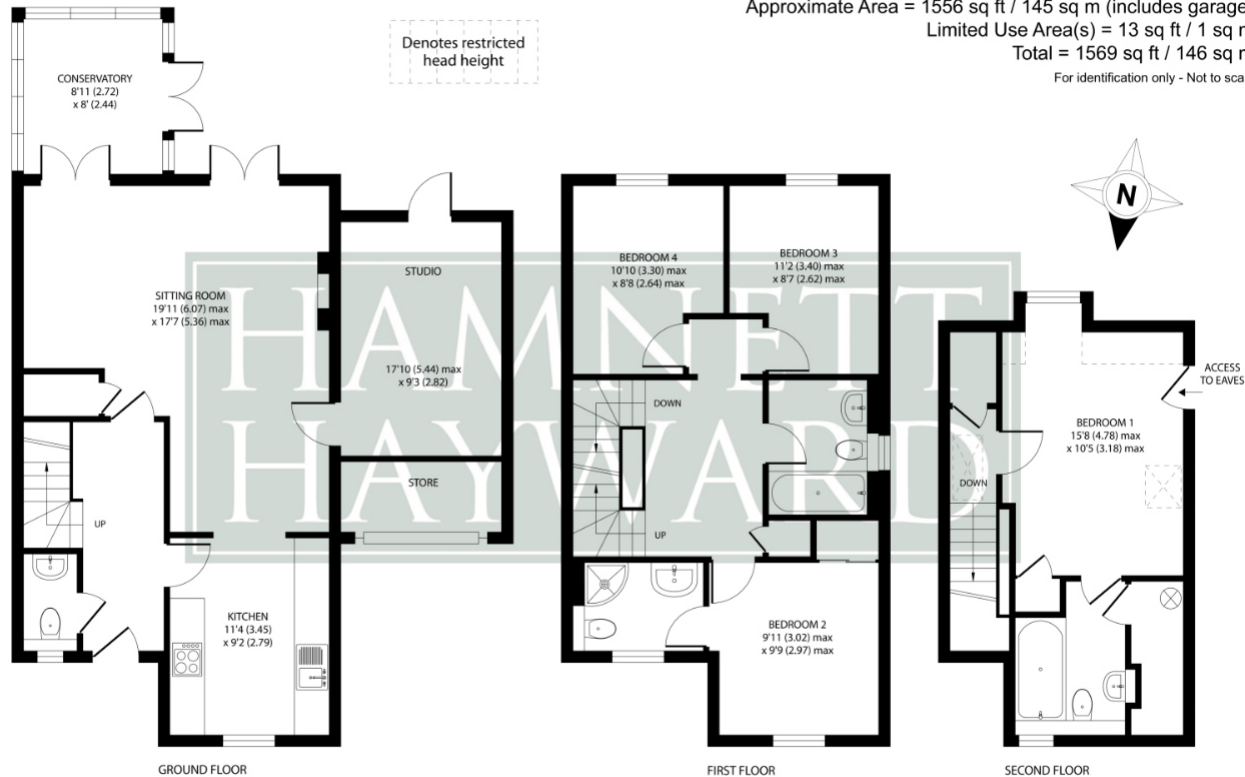 Approximate Area = 1556 sq ft / 145 sq m (includes garage
Limited Use Area(s) = 13 sq ft / 1 sq m
Total = 1569 sq ft / 146 sq m
For identification only - Not to sca
Denotes restricted
head height
CONSERVATORY
8'11 (2.72)
x 8' (2.44)
N
SITTING ROOM
19'11 (6.07) max
x 17'7 (5.36) max
STUDIO
17'10 (5.44) max
x 9'3 (2.82)
STORE
UP
KITCHEN
11'4 (3.45)
x 9'2 (2.79)
GROUND FLOOR
BEDROOM 4
10'10 (3.30) max
x 8'8 (2.64) max
BEDROOM 3
11'2 (3.40) max
x 8'7 (2.62) max
DOWN
UP
BEDROOM 2
9'11 (3.02) max
x 9'9 (2.97) max
FIRST FLOOR
ACCESS
TO EAVES
BEDROOM 1
15'8 (4.78) max
x 10'5 (3.18) max
DOWN
SECOND FLOOR
HAMNETT
HAYWARD